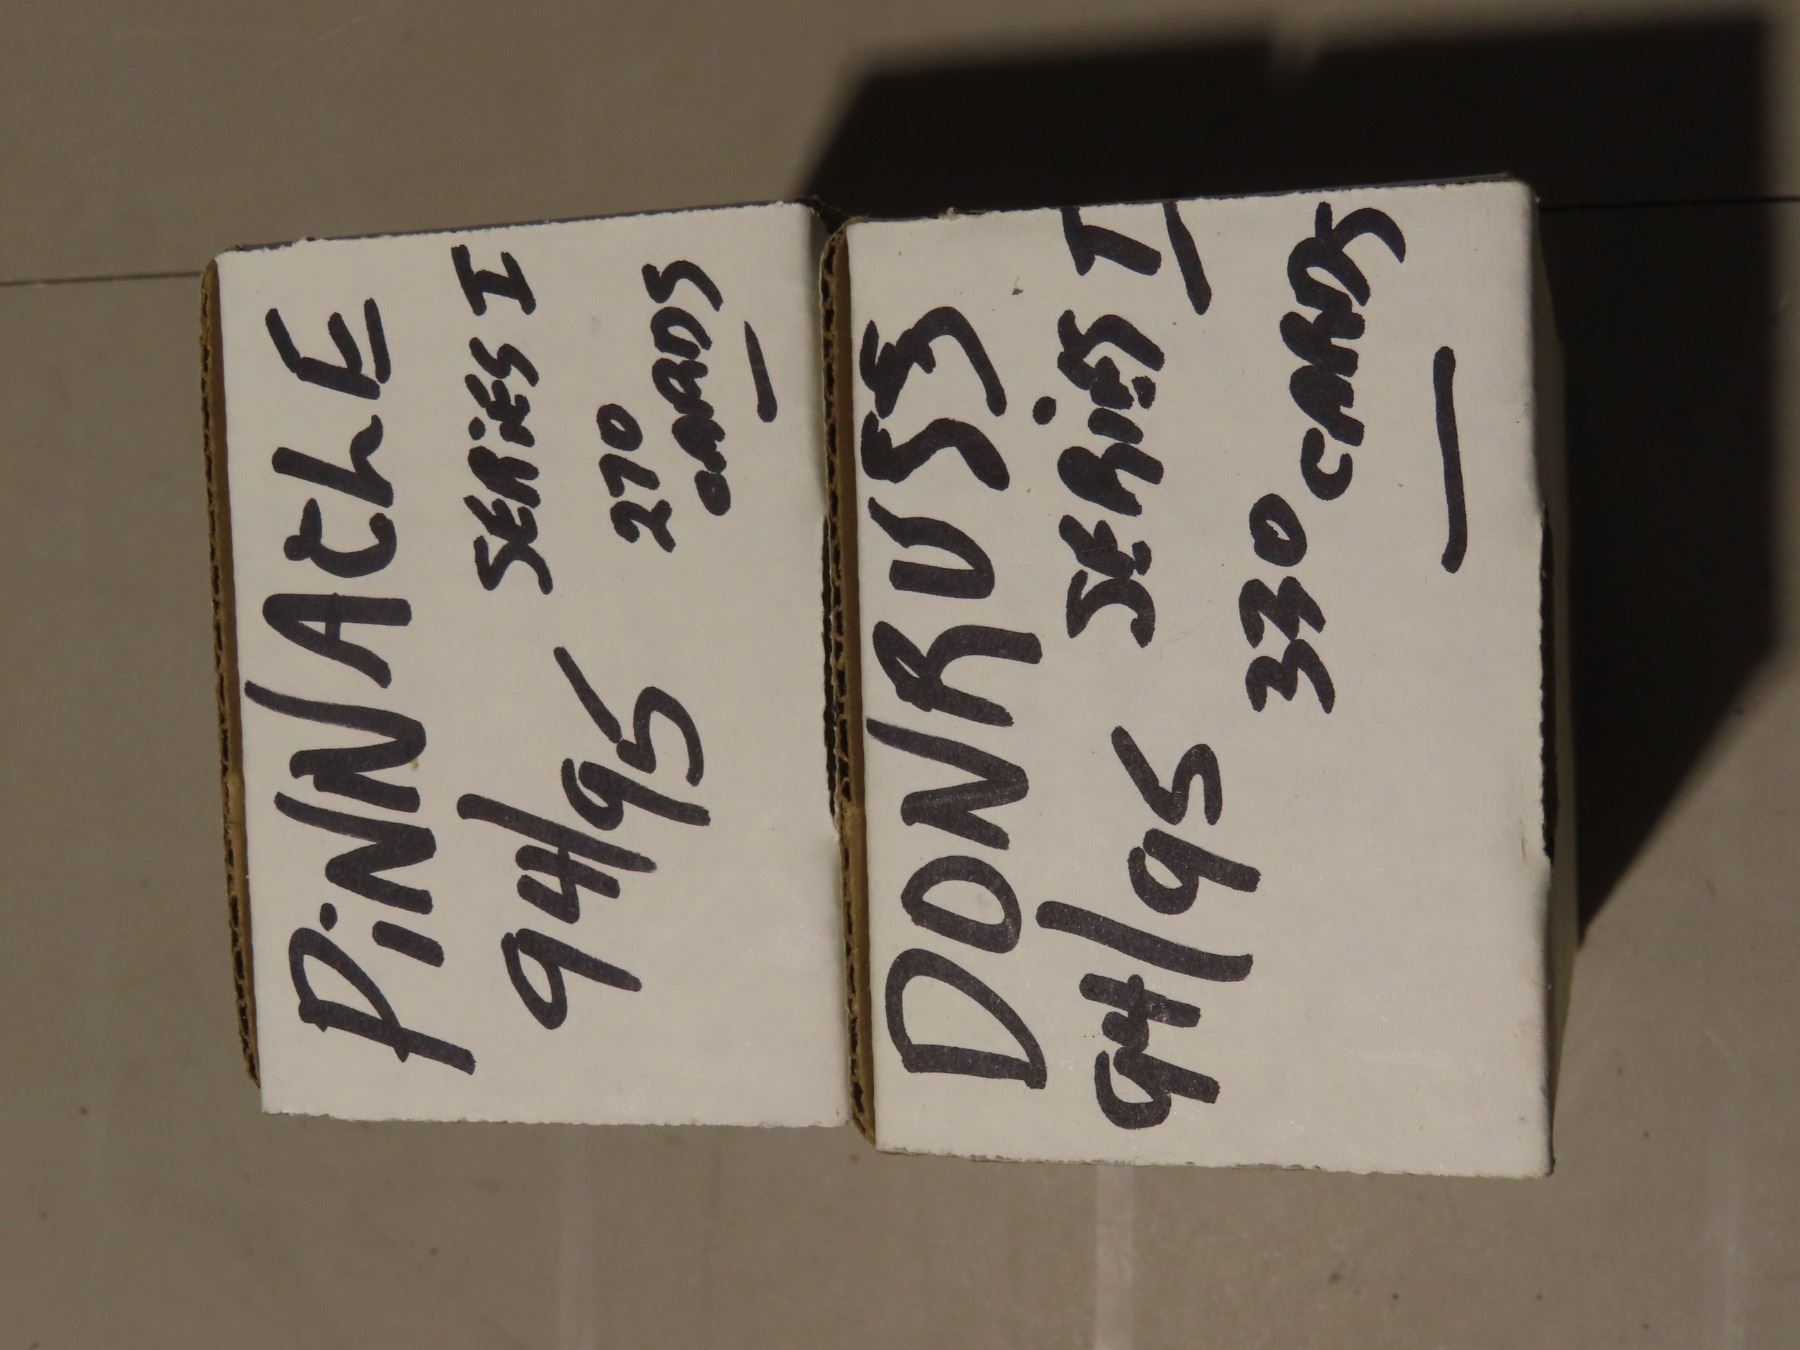 PiNNAclE
94/95 SERiES I
270
CARDS
DONRUSS
94/95 SERiES I
330 CARDS